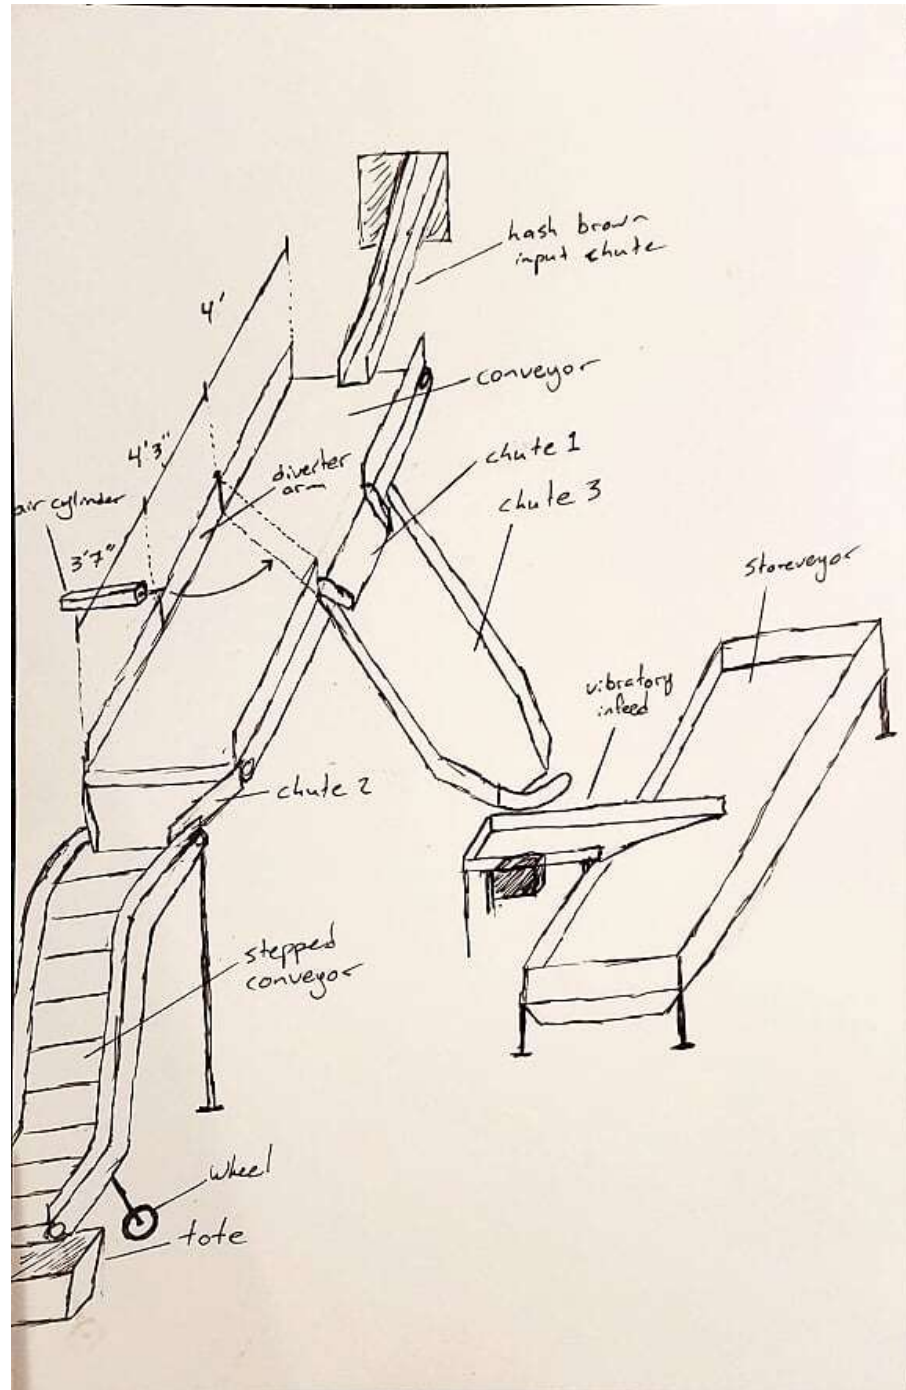 hash brown
input chute
4'
conveyor
4'3"
diverter
arm
chute 1
air cylinder
chute 3
3'7"
storeveyor
vibratory
infeed
chute 2
stepped
conveyor
wheel
tote